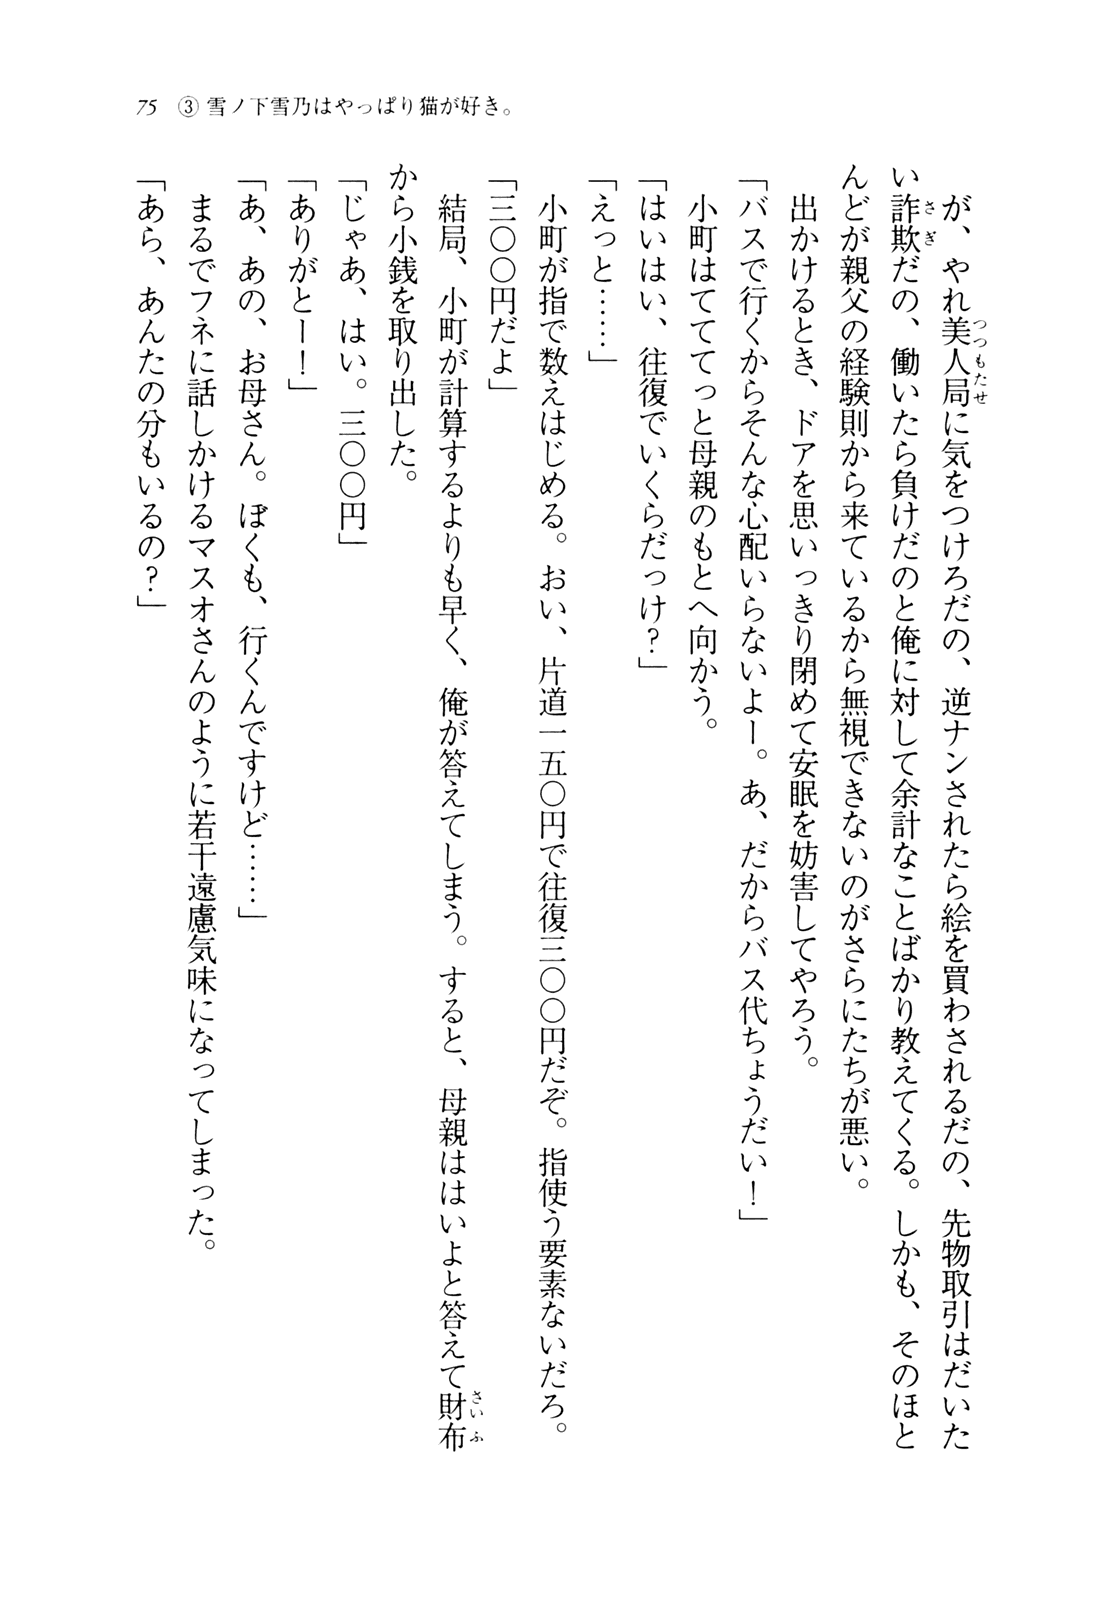 75 ③ 雪ノ下雪乃はやっぱり猫が好き。
が、やれ美人局に気をつけろだの、逆ナンされたら絵を買わされるだの、先物取引はだいた
い詐欺だの、働いたら負けだのと俺に対して余計なことばかり教えてくる。しかも、そのほと
んどが親父の経験則から来ているから無視できないのがさらにたちが悪い。
出かけるとき、ドアを思いっきり閉めて安眠を妨害してやろう。
「バスで行くからそんな心配いらないよー。あ、だからバス代ちょうだい!」
小町はてててっと母親のもとへ向かう。
「はいはい、往復でいくらだっけ?」
「えっと……」
小町が指で数えはじめる。おい、片道一五〇円で往復三〇〇円だぞ。指使う要素ないだろ。
「三〇〇円だよ」
結局、小町が計算するよりも早く、俺が答えてしまう。すると、母親ははいよと答えて財布
から小銭を取り出した。
「じゃあ、はい。三〇〇円」
「ありがとー!」
「あ、あの、お母さん。ぼくも、行くんですけど……」
まるでフネに話しかけるマスオさんのように若干遠慮気味になってしまった。
「あら、あんたの分もいるの?」
つつもたせ
さぎ
さいふ